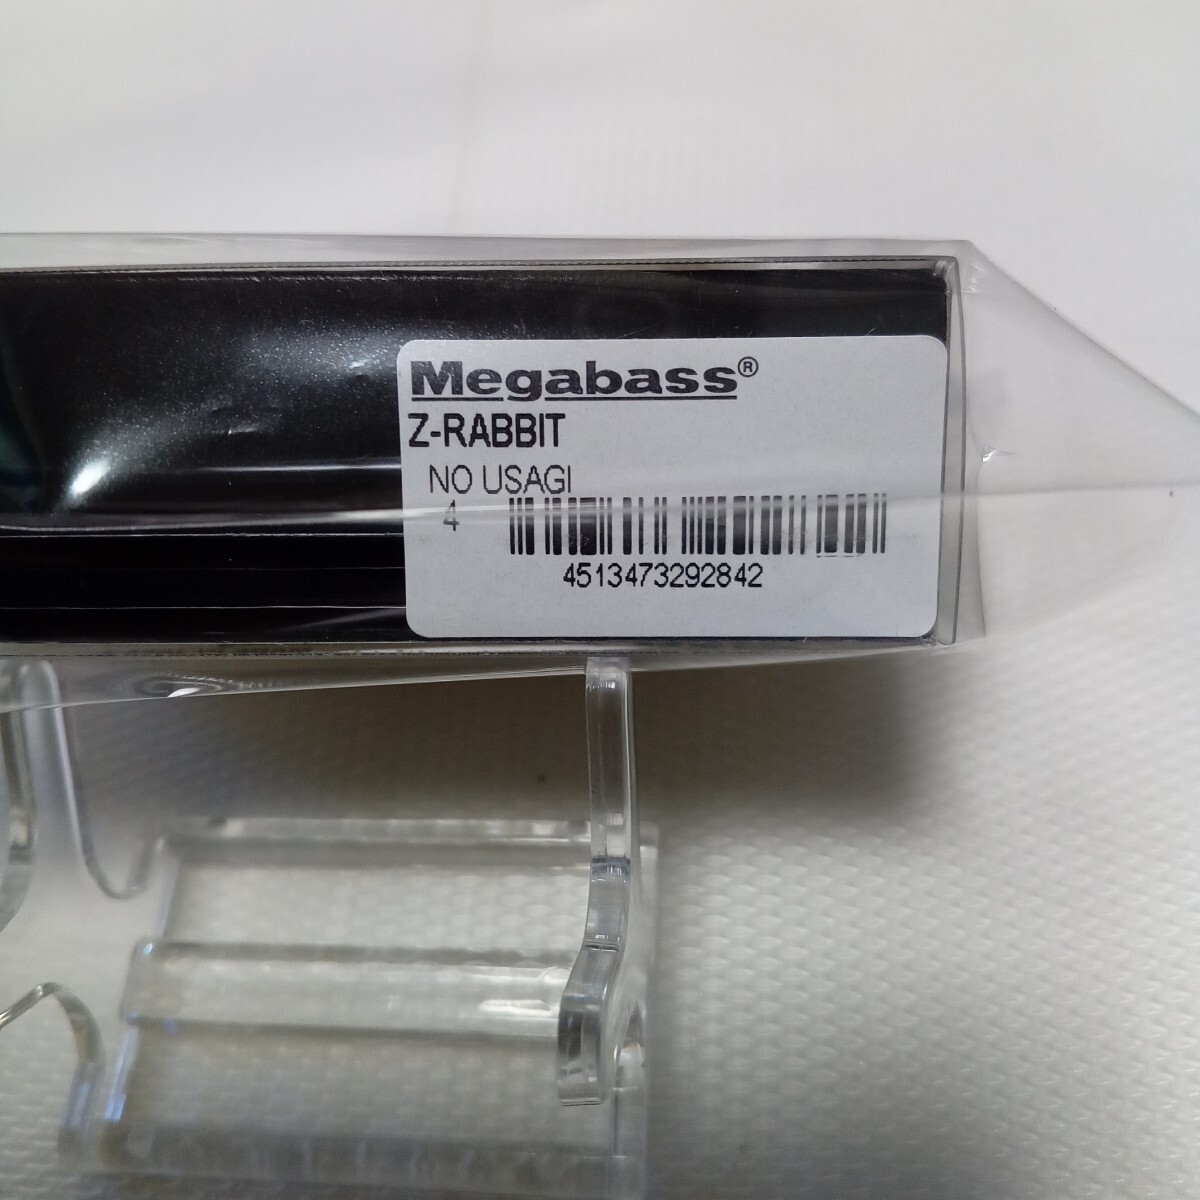 Megabass®
Z-RABBIT
NO USAGI
4
4513473292842